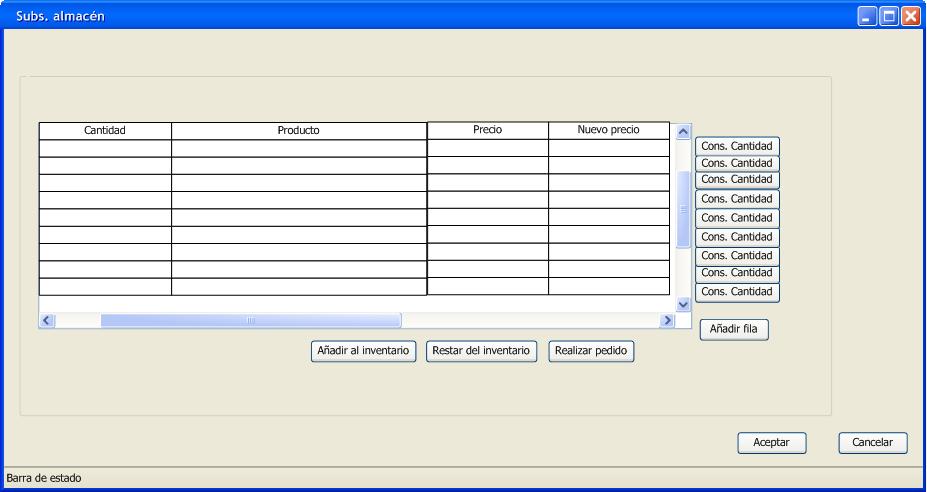 Subs. almacén
Cantidad Producto Precio Nuevo precio
Cons. Cantidad
Cons. Cantidad
Cons. Cantidad
Cons. Cantidad
Cons. Cantidad
Cons. Cantidad
Cons. Cantidad
Cons. Cantidad
Cons. Cantidad
Añadir fila
Añadir al inventario Restar del inventario Realizar pedido
Aceptar Cancelar
Barra de estado